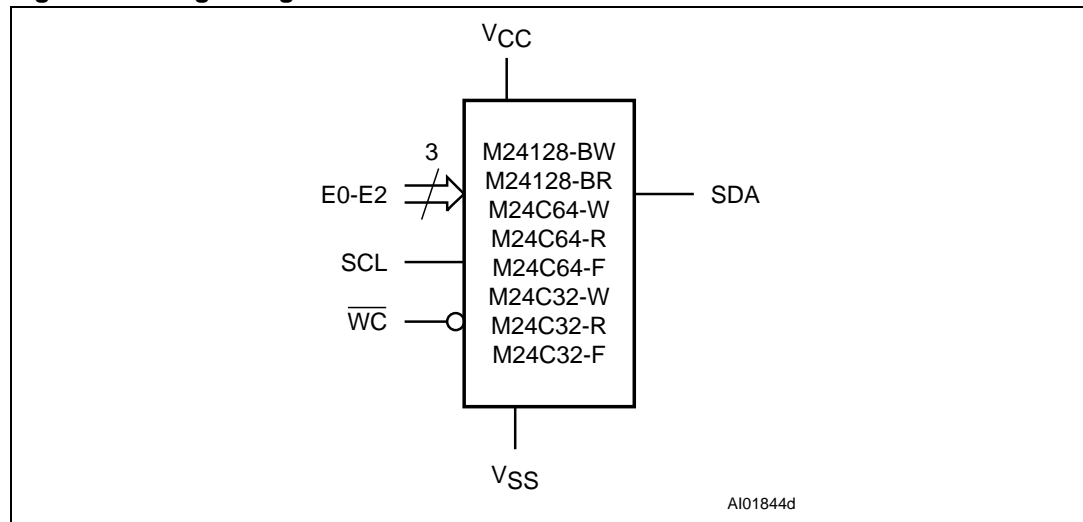 VCC
3
E0-E2
SCL
WC
M24128-BW
M24128-BR
M24C64-W
M24C64-R
M24C64-F
M24C32-W
M24C32-R
M24C32-F
SDA
VSS
AI01844d